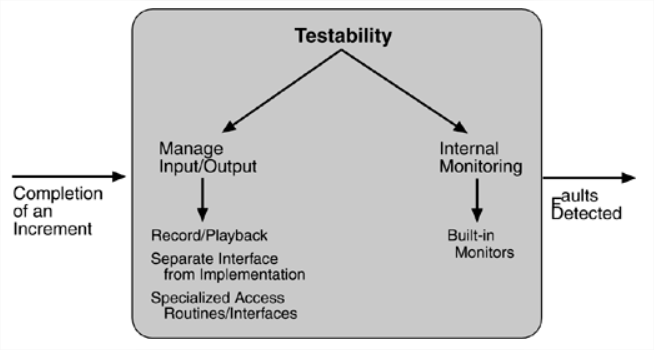 Testability
Manage
Input/Output
Internal
Monitoring
Completion
of an
Increment
Faults
Detected
Record/Playback
Separate Interface
from Implementation
Specialized Access
Routines/Interfaces
Built-in
Monitors